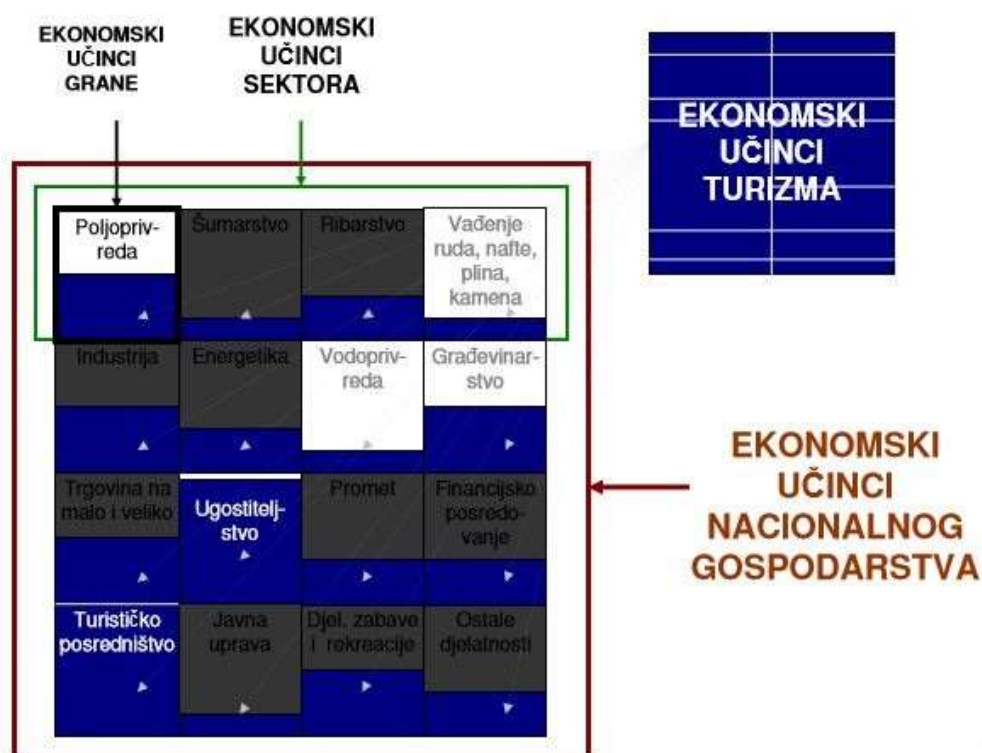 EKONOMSKI
UČINCI
GRANE
EKONOMSKI
UČINCI
SEKTORA
EKONOMSKI
UČINCI
TURIZMA
Poljopriv-
reda
Šumarstvo
Ribarstvo
Vađenje
ruda, nafte,
plina,
kamena
Industrija
Energetika
Vodopriv-
reda
Građevinar-
stvo
Trgovina na
malo i veliko
Ugostitelj-
stvo
Promet
Financijsko
posredo-
vanje
Turističko
posredništvo
Javna
uprava
Djel. zabave
i rekreacije
Ostale
djelatnosti
EKONOMSKI
UČINCI
NACIONALNOG
GOSPODARSTVA